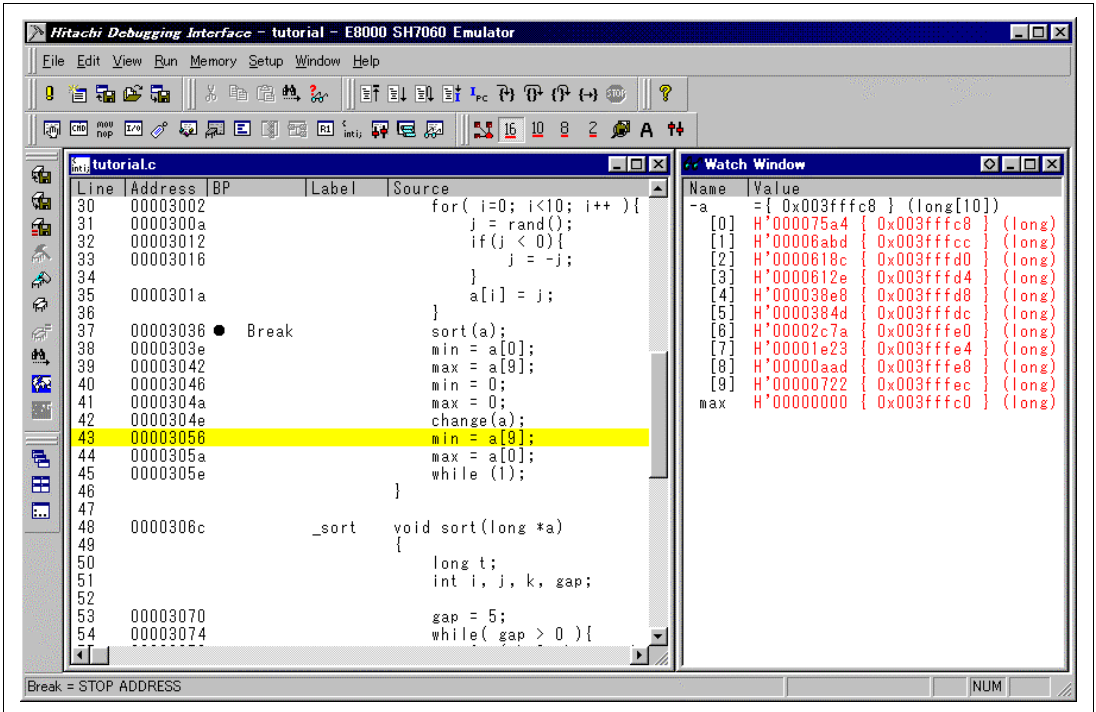 Hitachi Debugging Interface - tutorial - E8000 SH7060 Emulator
File Edit View Run Memory Setup Window Help
16 10 8 2 A
tutorial.c
Line Address BP Label Source
30 00003002 for( i=0; i<10; i++ ){
31 0000300a j = rand();
32 00003012 if(j < 0){
33 00003016 j = -j;
34 }
35 0000301a a[i] = j;
36 }
37 00003036 ● Break sort(a);
38 0000303e min = a[0];
39 00003042 max = a[9];
40 00003046 min = 0;
41 0000304a max = 0;
42 0000304e change(a);
43 00003056 min = a[9];
44 0000305a max = a[0];
45 0000305e while (1);
46 }
47
48 0000306c _sort void sort(long *a)
49 {
50 long t;
51 int i, j, k, gap;
52
53 00003070 gap = 5;
54 00003074 while( gap > 0 ){
Watch Window
Name Value
-a ={ 0x003fffc8 } (long[10])
[0] H'000075a4 { 0x003fffc8 } (long)
[1] H'00006abd { 0x003fffcc } (long)
[2] H'0000618c { 0x003fffd0 } (long)
[3] H'0000612e { 0x003fffd4 } (long)
[4] H'000038e8 { 0x003fffd8 } (long)
[5] H'0000384d { 0x003fffdc } (long)
[6] H'00002c7a { 0x003fffe0 } (long)
[7] H'00001e23 { 0x003fffe4 } (long)
[8] H'00000aad { 0x003fffe8 } (long)
[9] H'00000722 { 0x003fffec } (long)
max H'00000000 { 0x003fffc0 } (long)
Break = STOP ADDRESS
NUM